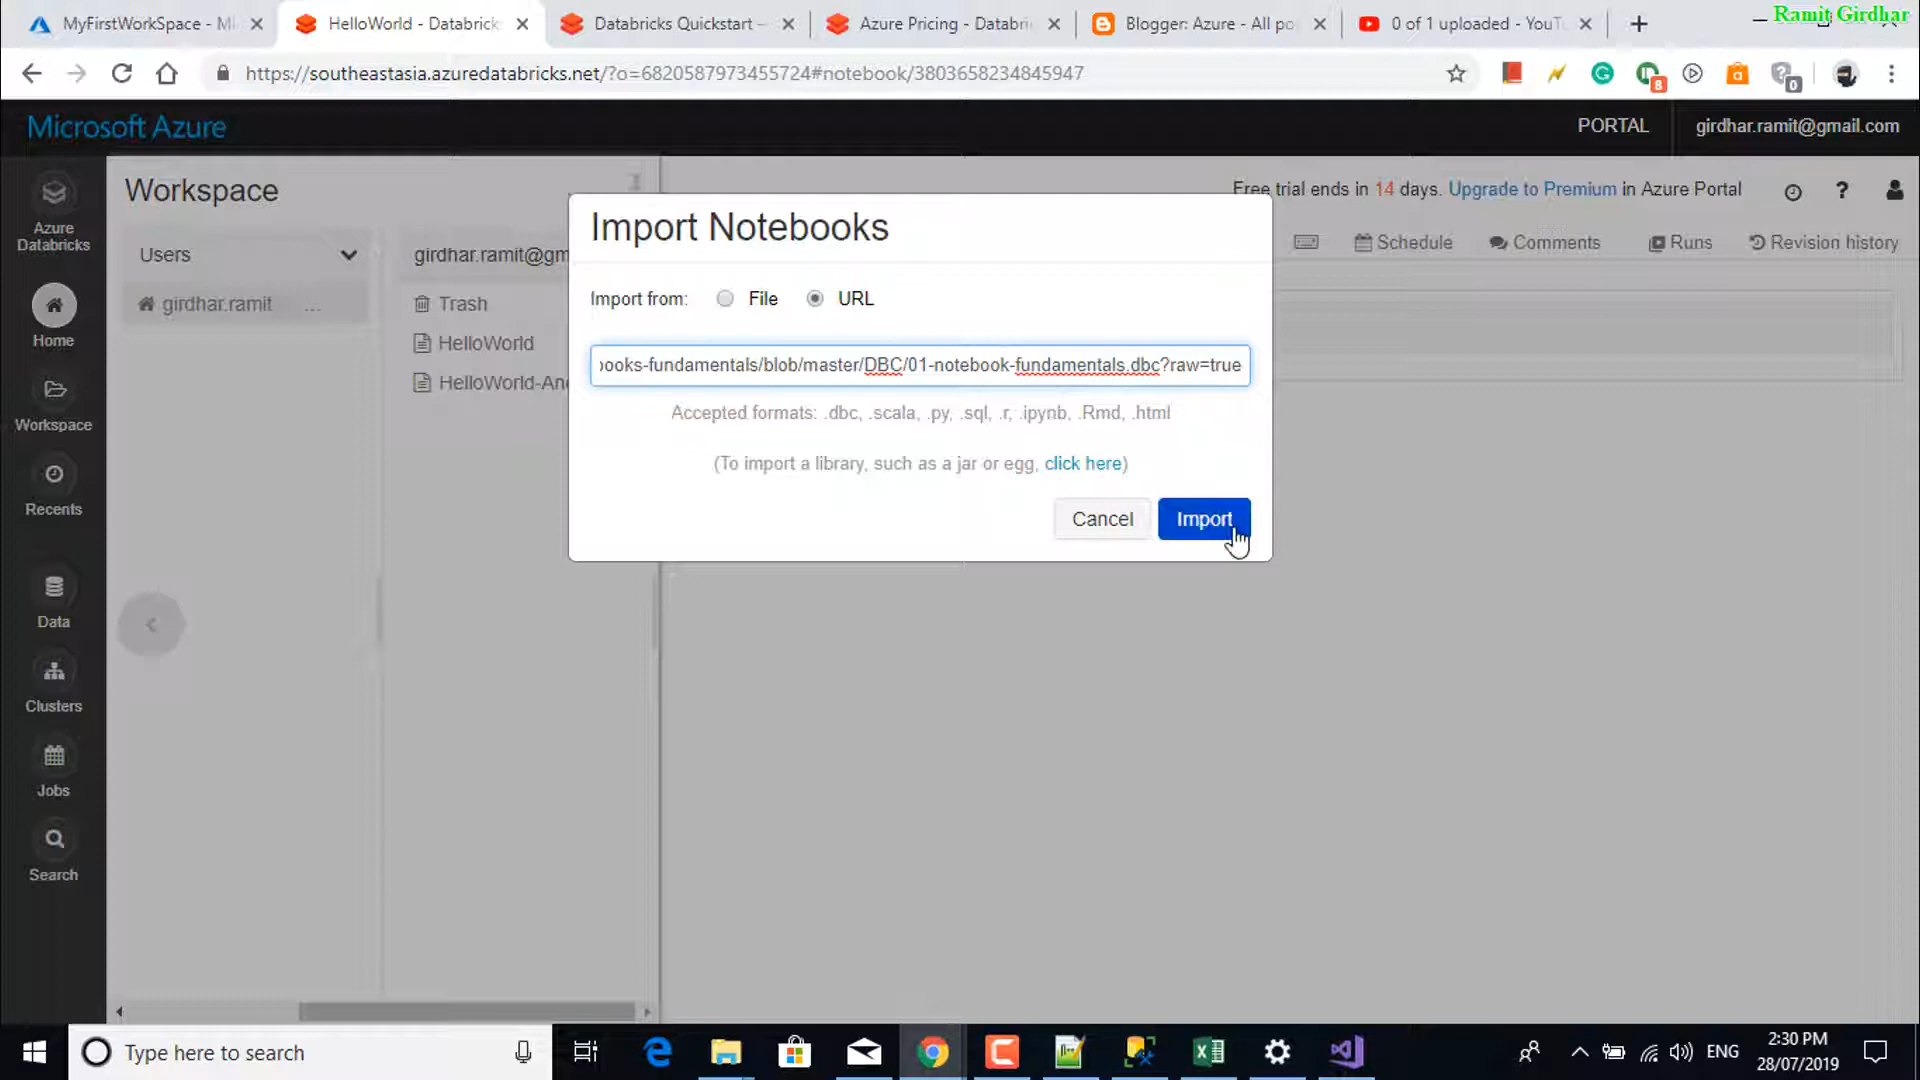 MyFirstWorkSpace - Mi
HelloWorld - Databricks
Databricks Quickstart –
Azure Pricing - Databri
Blogger: Azure - All po
0 of 1 uploaded - YouTu
Ramit Girdhar
https://southeastasia.azuredatabricks.net/?o=6820587973455724#notebook/3803658234845947
8
0
Microsoft Azure
PORTAL
girdhar.ramit@gmail.com
Azure Databricks
Home
Workspace
Recents
Data
Clusters
Jobs
Search
Workspace
Users
girdhar.ramit ...
girdhar.ramit@gm
Trash
HelloWorld
HelloWorld-An
Free trial ends in 14 days. Upgrade to Premium in Azure Portal
?
Schedule
Comments
Runs
Revision history
Import Notebooks
Import from: File URL
ooks-fundamentals/blob/master/DBC/01-notebook-fundamentals.dbc?raw=true
Accepted formats: .dbc, .scala, .py, .sql, .r, .ipynb, .Rmd, .html
(To import a library, such as a jar or egg, click here)
Cancel
Import
Type here to search
ENG
2:30 PM
28/07/2019